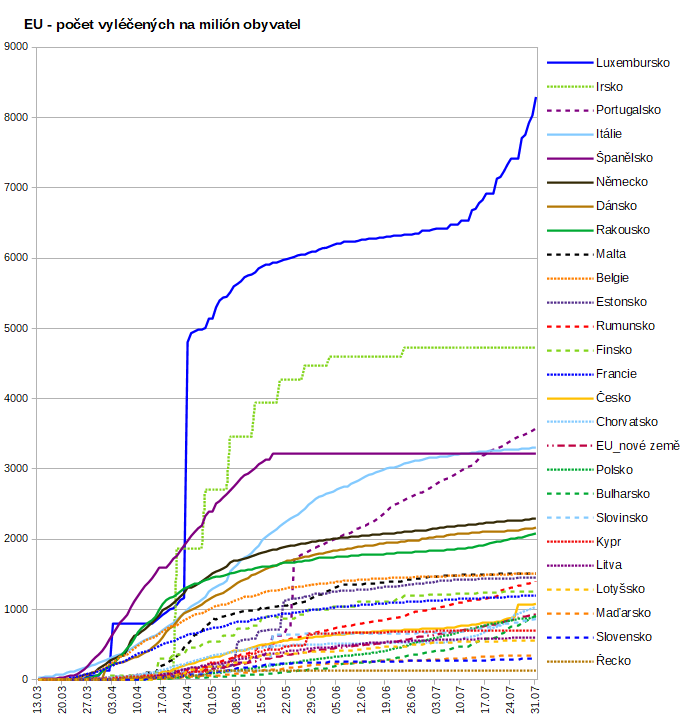 EU - počet vyléčených na milión obyvatel
9000
8000
7000
6000
5000
4000
3000
2000
1000
0
13.03
20.03
27.03
03.04
10.04
17.04
24.04
01.05
08.05
15.05
22.05
29.05
05.06
12.06
19.06
26.06
03.07
10.07
17.07
24.07
31.07
Luxembursko
Irsko
Portugalsko
Itálie
Španělsko
Německo
Dánsko
Rakousko
Malta
Belgie
Estonsko
Rumunsko
Finsko
Francie
Česko
Chorvatsko
EU_nové země
Polsko
Bulharsko
Slovinsko
Kypr
Litva
Lotyšsko
Maďarsko
Slovensko
Řecko